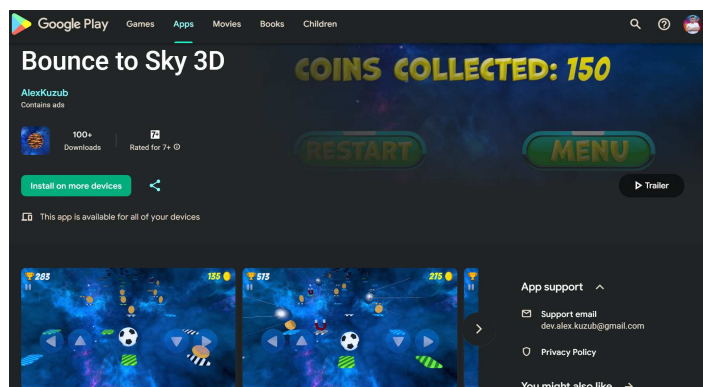 Google Play Games Apps Movies Books Children
Bounce to Sky 3D
COINS COLLECTED: 150
AlexKuzub
Contains ads
100+
Downloads
7+
Rated for 7+
RESTART MENU
Install on more devices
Trailer
This app is available for all of your devices
283 135
513 275
App support
Support email
dev.alex.kuzub@gmail.com
Privacy Policy
You might also like